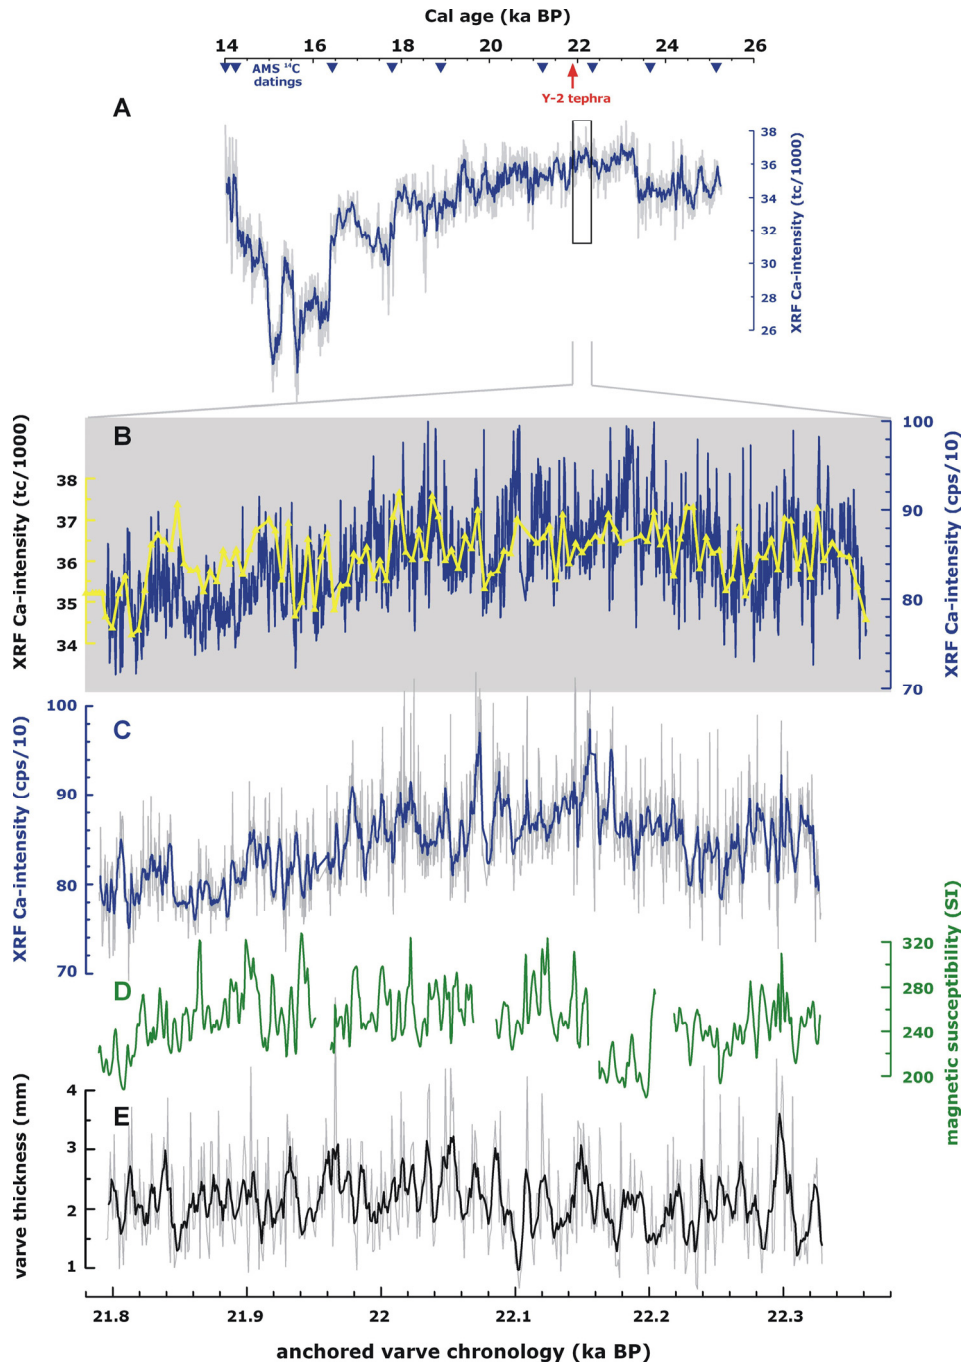 Cal age (ka BP)
14 16 18 20 22 24 26
AMS ¹⁴C
datings
Y-2 tephra
A
38
36
34
32
30
28
26
XRF Ca-intensity (tc/1000)
B
XRF Ca-intensity (tc/1000)
38
37
36
35
34
100
90
80
70
XRF Ca-intensity (cps/10)
C
XRF Ca-intensity (cps/10)
100
90
80
70
D
320
280
240
200
magnetic susceptibility (SI)
E
varve thickness (mm)
4
3
2
1
21.8 21.9 22 22.1 22.2 22.3
anchored varve chronology (ka BP)